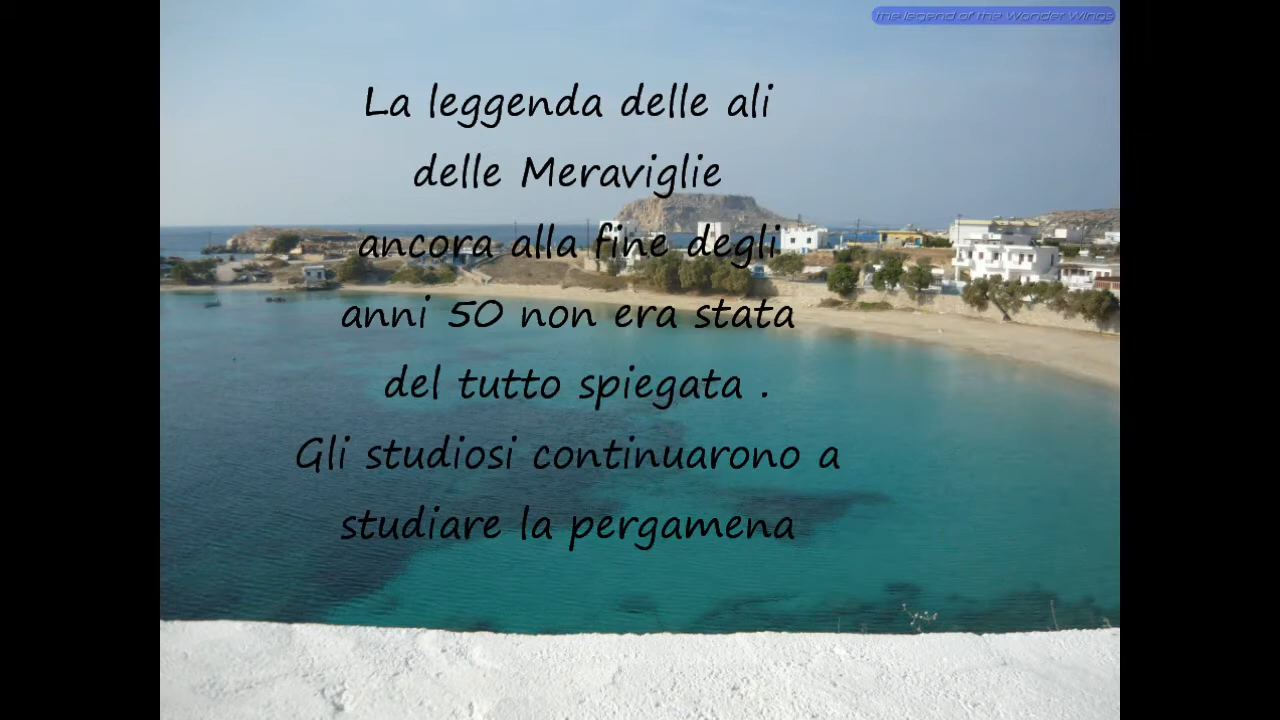 The legend of the Wonder Wings
La leggenda delle ali
delle Meraviglie
ancora alla fine degli
anni 50 non era stata
del tutto spiegata .
Gli studiosi continuarono a
studiare la pergamena